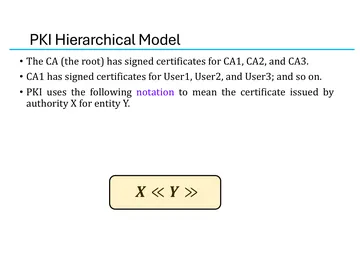 PKI Hierarchical Model
• The CA (the root) has signed certificates for CA1, CA2, and CA3.
• CA1 has signed certificates for User1, User2, and User3; and so on.
• PKI uses the following notation to mean the certificate issued by
authority X for entity Y.
X ≪ Y ≫